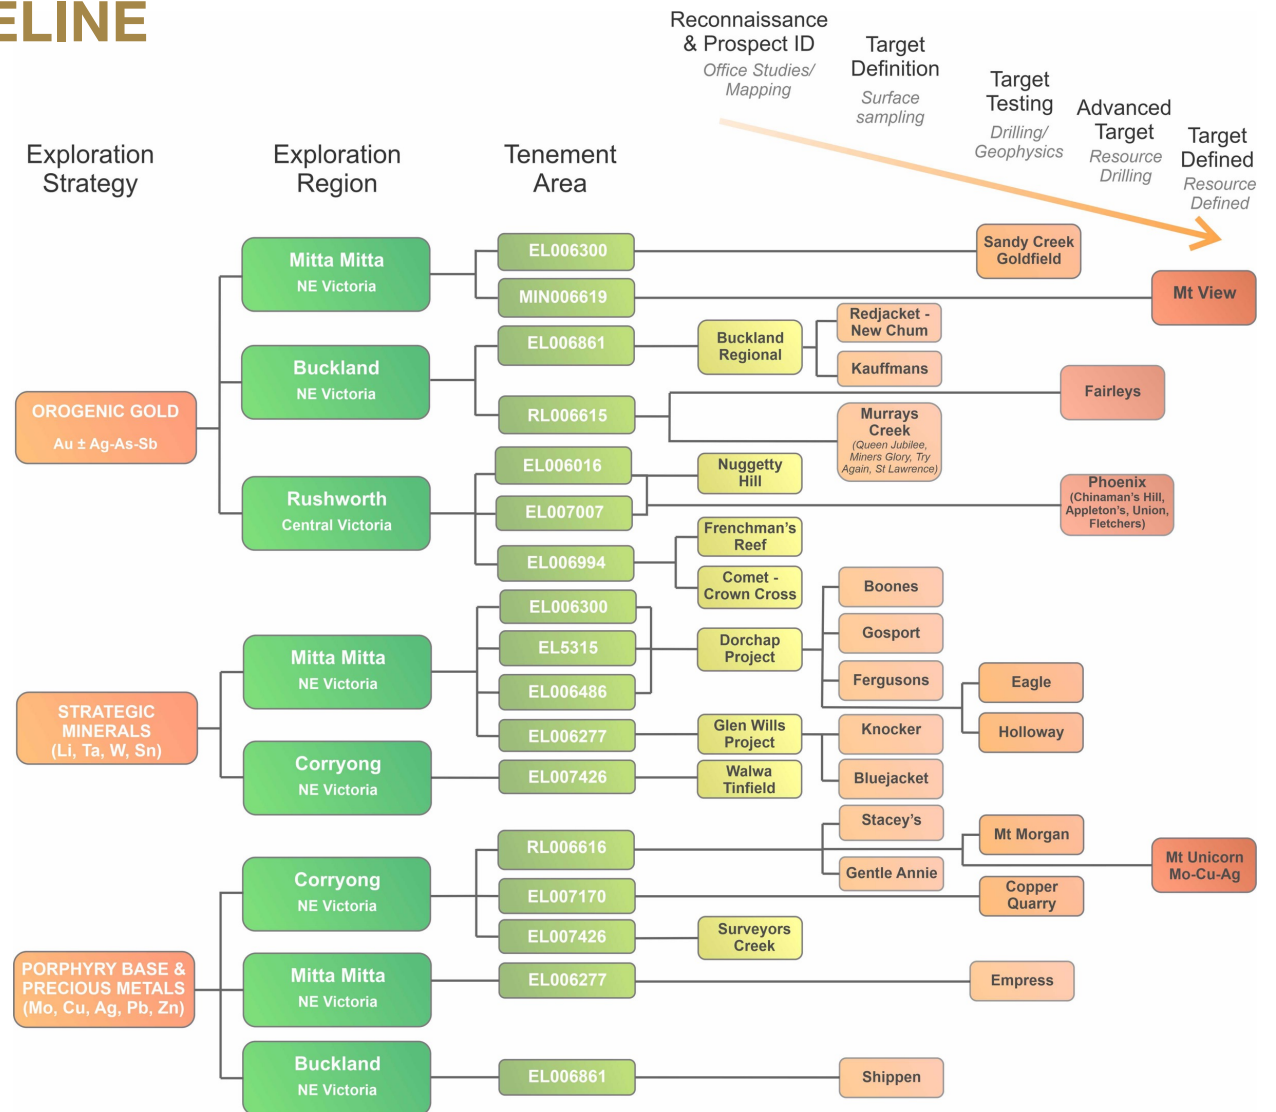 ELINE
Reconnaissance
& Prospect ID
Office Studies/
Mapping
Target
Definition
Surface
sampling
Target
Testing
Drilling/
Geophysics
Advanced
Target
Resource
Drilling
Target
Defined
Resource
Defined
Exploration
Strategy
Exploration
Region
Tenement
Area
OROGENIC GOLD
Au ± Ag-As-Sb
Mitta Mitta
NE Victoria
EL006300
Sandy Creek
Goldfield
MIN006619
Mt View
Buckland
NE Victoria
EL006861
Buckland
Regional
Redjacket -
New Chum
Kauffmans
RL006615
Fairleys
Murrays
Creek
(Queen Jubilee,
Miners Glory, Try
Again, St Lawrence)
Rushworth
Central Victoria
EL006016
Nuggetty
Hill
EL007007
Phoenix
(Chinaman's Hill,
Appleton's, Union,
Fletchers)
EL006994
Frenchman's
Reef
Comet -
Crown Cross
STRATEGIC
MINERALS
(Li, Ta, W, Sn)
Mitta Mitta
NE Victoria
EL006300
EL5315
EL006486
Dorchap
Project
Boones
Gosport
Fergusons
Eagle
Holloway
EL006277
Glen Wills
Project
Knocker
Bluejacket
Corryong
NE Victoria
EL007426
Walwa
Tinfield
PORPHYRY BASE &
PRECIOUS METALS
(Mo, Cu, Ag, Pb, Zn)
Corryong
NE Victoria
RL006616
Stacey's
Gentle Annie
Mt Morgan
Mt Unicorn
Mo-Cu-Ag
EL007170
Copper
Quarry
EL007426
Surveyors
Creek
Mitta Mitta
NE Victoria
EL006277
Empress
Buckland
NE Victoria
EL006861
Shippen